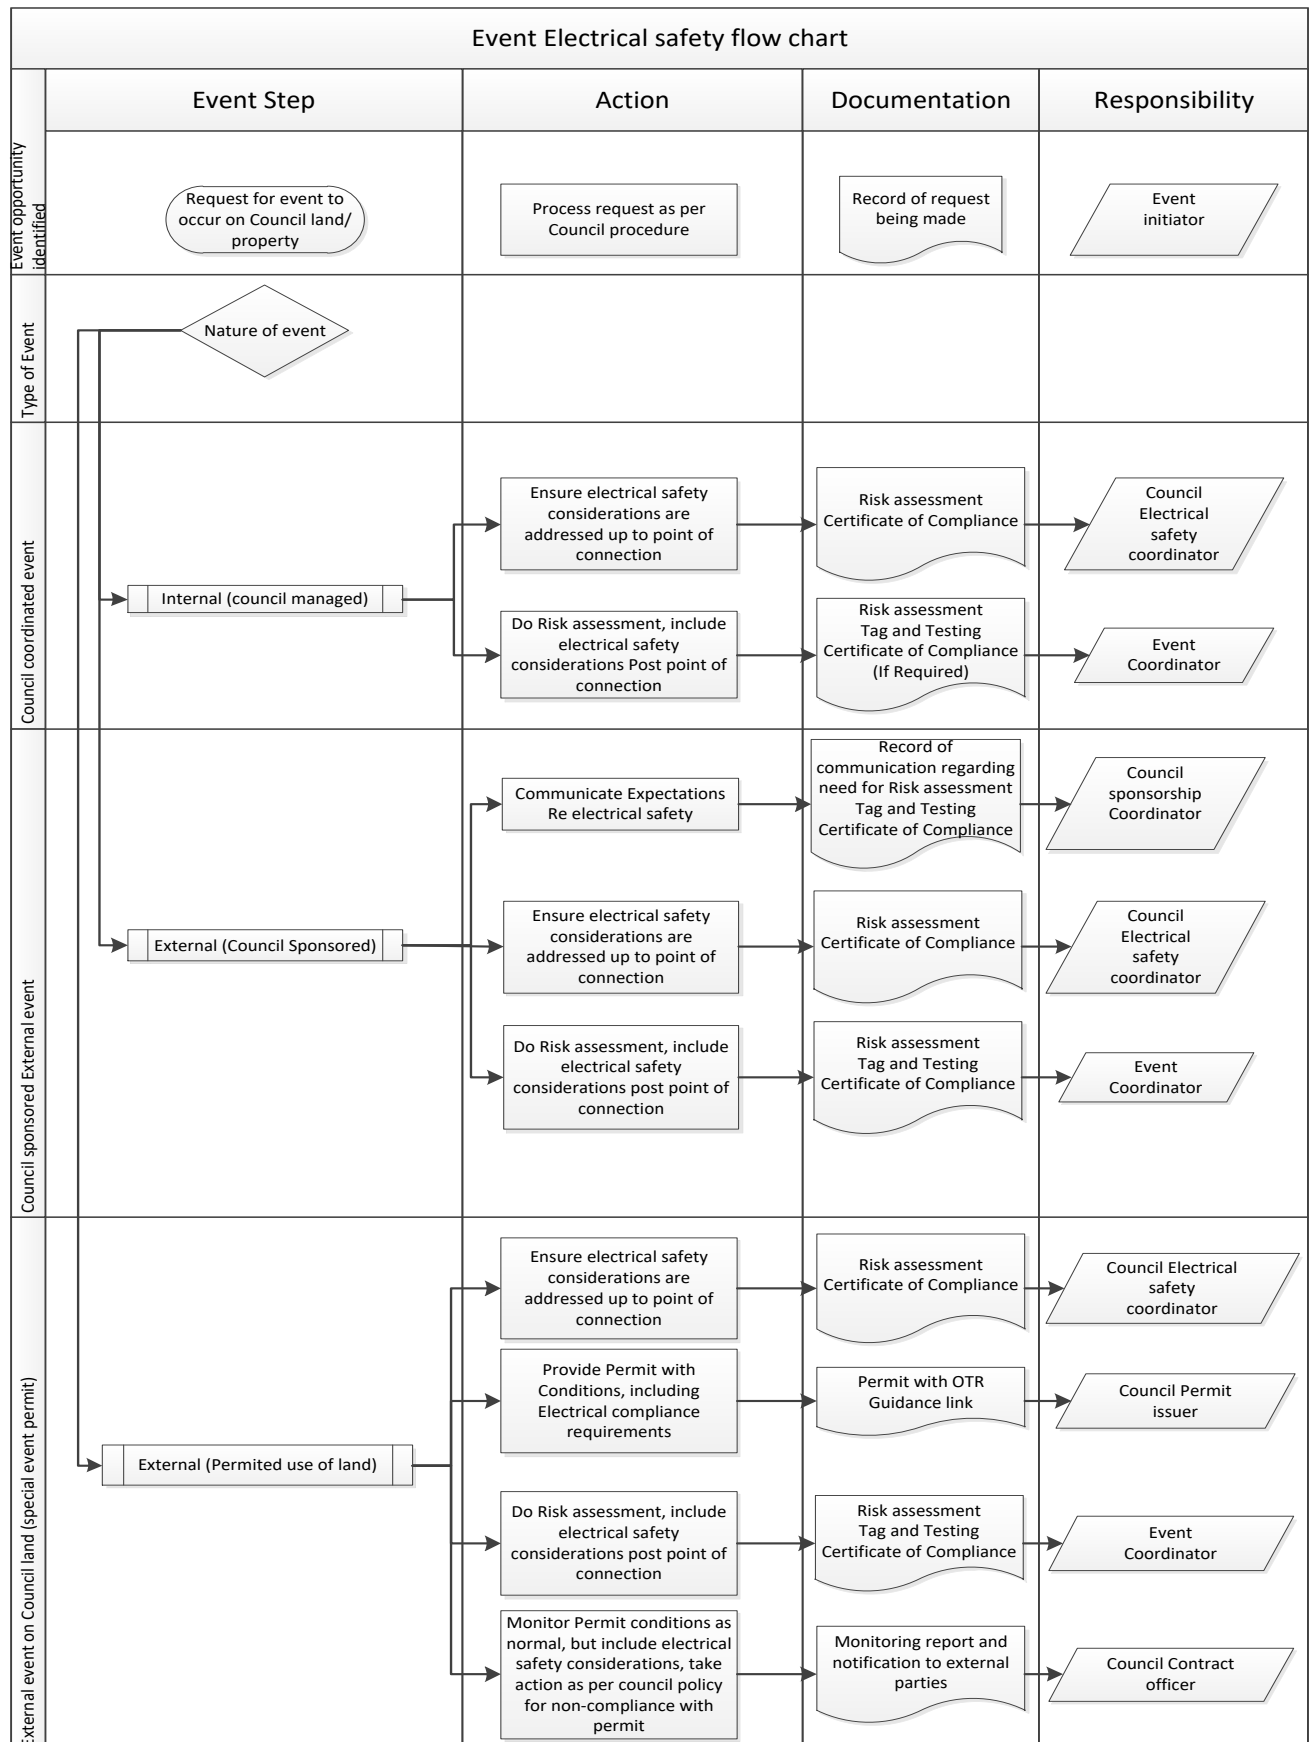 Event Electrical safety flow chart
Event Step
Action
Documentation
Responsibility
Event opportunity
identified
Request for event to
occur on Council land/
property
Process request as per
Council procedure
Record of request
being made
Event
initiator
Type of Event
Nature of event
Council coordinated event
Internal (council managed)
Ensure electrical safety
considerations are
addressed up to point of
connection
Risk assessment
Certificate of Compliance
Council
Electrical
safety
coordinator
Do Risk assessment, include
electrical safety
considerations Post point of
connection
Risk assessment
Tag and Testing
Certificate of Compliance
(If Required)
Event
Coordinator
Council sponsored External event
External (Council Sponsored)
Communicate Expectations
Re electrical safety
Record of
communication regarding
need for Risk assessment
Tag and Testing
Certificate of Compliance
Council
sponsorship
Coordinator
Ensure electrical safety
considerations are
addressed up to point of
connection
Risk assessment
Certificate of Compliance
Council
Electrical
safety
coordinator
Do Risk assessment, include
electrical safety
considerations post point of
connection
Risk assessment
Tag and Testing
Certificate of Compliance
Event
Coordinator
External event on Council land (special event permit)
External (Permited use of land)
Ensure electrical safety
considerations are
addressed up to point of
connection
Risk assessment
Certificate of Compliance
Council Electrical
safety
coordinator
Provide Permit with
Conditions, including
Electrical compliance
requirements
Permit with OTR
Guidance link
Council Permit
issuer
Do Risk assessment, include
electrical safety
considerations post point of
connection
Risk assessment
Tag and Testing
Certificate of Compliance
Event
Coordinator
Monitor Permit conditions as
normal, but include electrical
safety considerations, take
action as per council policy
for non-compliance with
permit
Monitoring report and
notification to external
parties
Council Contract
officer